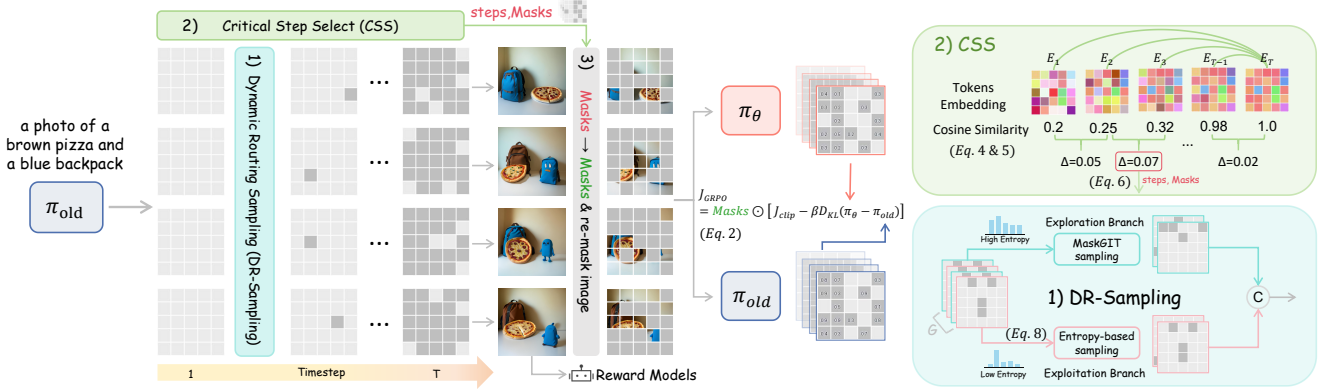 2) Critical Step Select (CSS)
steps,Masks
a photo of a
brown pizza and
a blue backpack
π_old
1) Dynamic Routing Sampling (DR-Sampling)
...
...
...
...
3) Masks → Masks & re-mask image
1 Timestep T
Reward Models
π_θ
J_GRPO
= Masks ⊙ [J_clip − βD_KL(π_θ − π_old)]
(Eq. 2)
π_old
2) CSS
E_1 E_2 E_3 E_{T−1} E_T
Tokens
Embedding
Cosine Similarity 0.2 0.25 0.32 0.98 1.0
(Eq. 4 & 5)
...
Δ=0.05 Δ=0.07 Δ=0.02
(Eq. 6) steps, Masks
Exploration Branch
High Entropy
MaskGIT
sampling
1) DR-Sampling
C
G
(Eq. 8)
Entropy-based
sampling
Low Entropy
Exploitation Branch